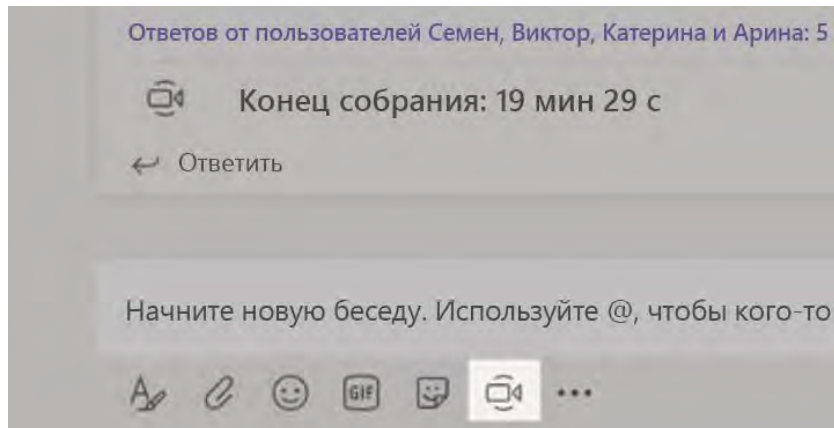 Ответов от пользователей Семен, Виктор, Катерина и Арина: 5
Конец собрания: 19 мин 29 с
Ответить
Начните новую беседу. Используйте @, чтобы кого-то
GIF